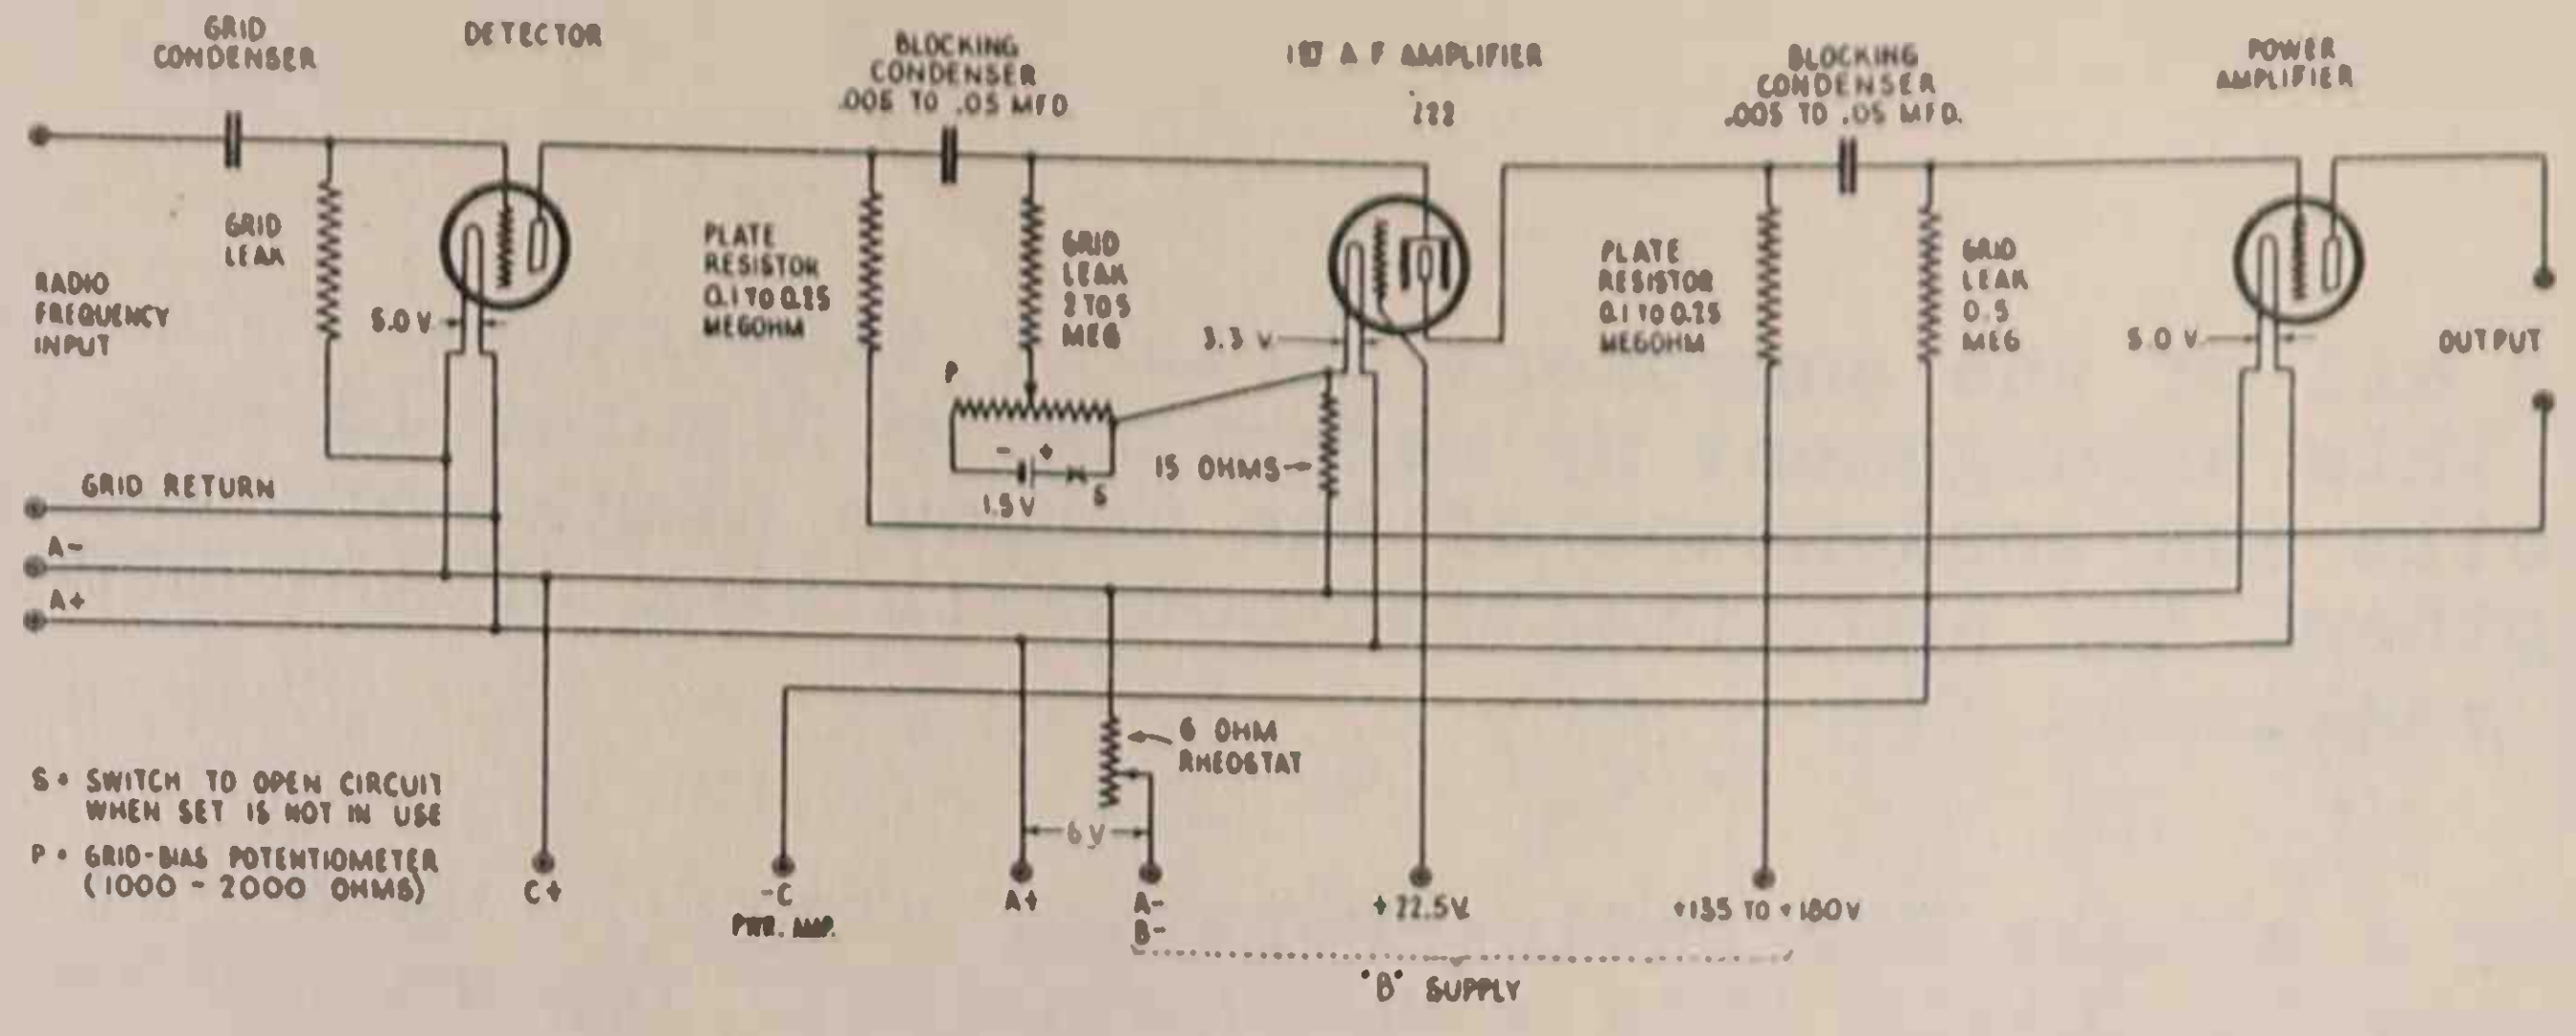 GRID
CONDENSER
DETECTOR
BLOCKING
CONDENSER
.005 TO .05 MFD
1ST A F AMPLIFIER
222
BLOCKING
CONDENSER
.005 TO .05 MFD.
POWER
AMPLIFIER
GRID
LEAK
RADIO
FREQUENCY
INPUT
5.0 V
PLATE
RESISTOR
0.1 TO 0.25
MEGOHM
GRID
LEAK
2 TO 5
MEG
3.3 V
PLATE
RESISTOR
0.1 TO 0.25
MEGOHM
GRID
LEAK
0.5
MEG
5.0 V
OUTPUT
P
- +
1.5 V
S
15 OHMS
GRID RETURN
A-
A+
6 OHM
RHEOSTAT
6 V
S = SWITCH TO OPEN CIRCUIT
WHEN SET IS NOT IN USE
P = GRID-BIAS POTENTIOMETER
(1000 - 2000 OHMS)
C+
-C
PWR. AMP.
A+
A-
B-
+22.5V.
+135 TO +180V
"B" SUPPLY